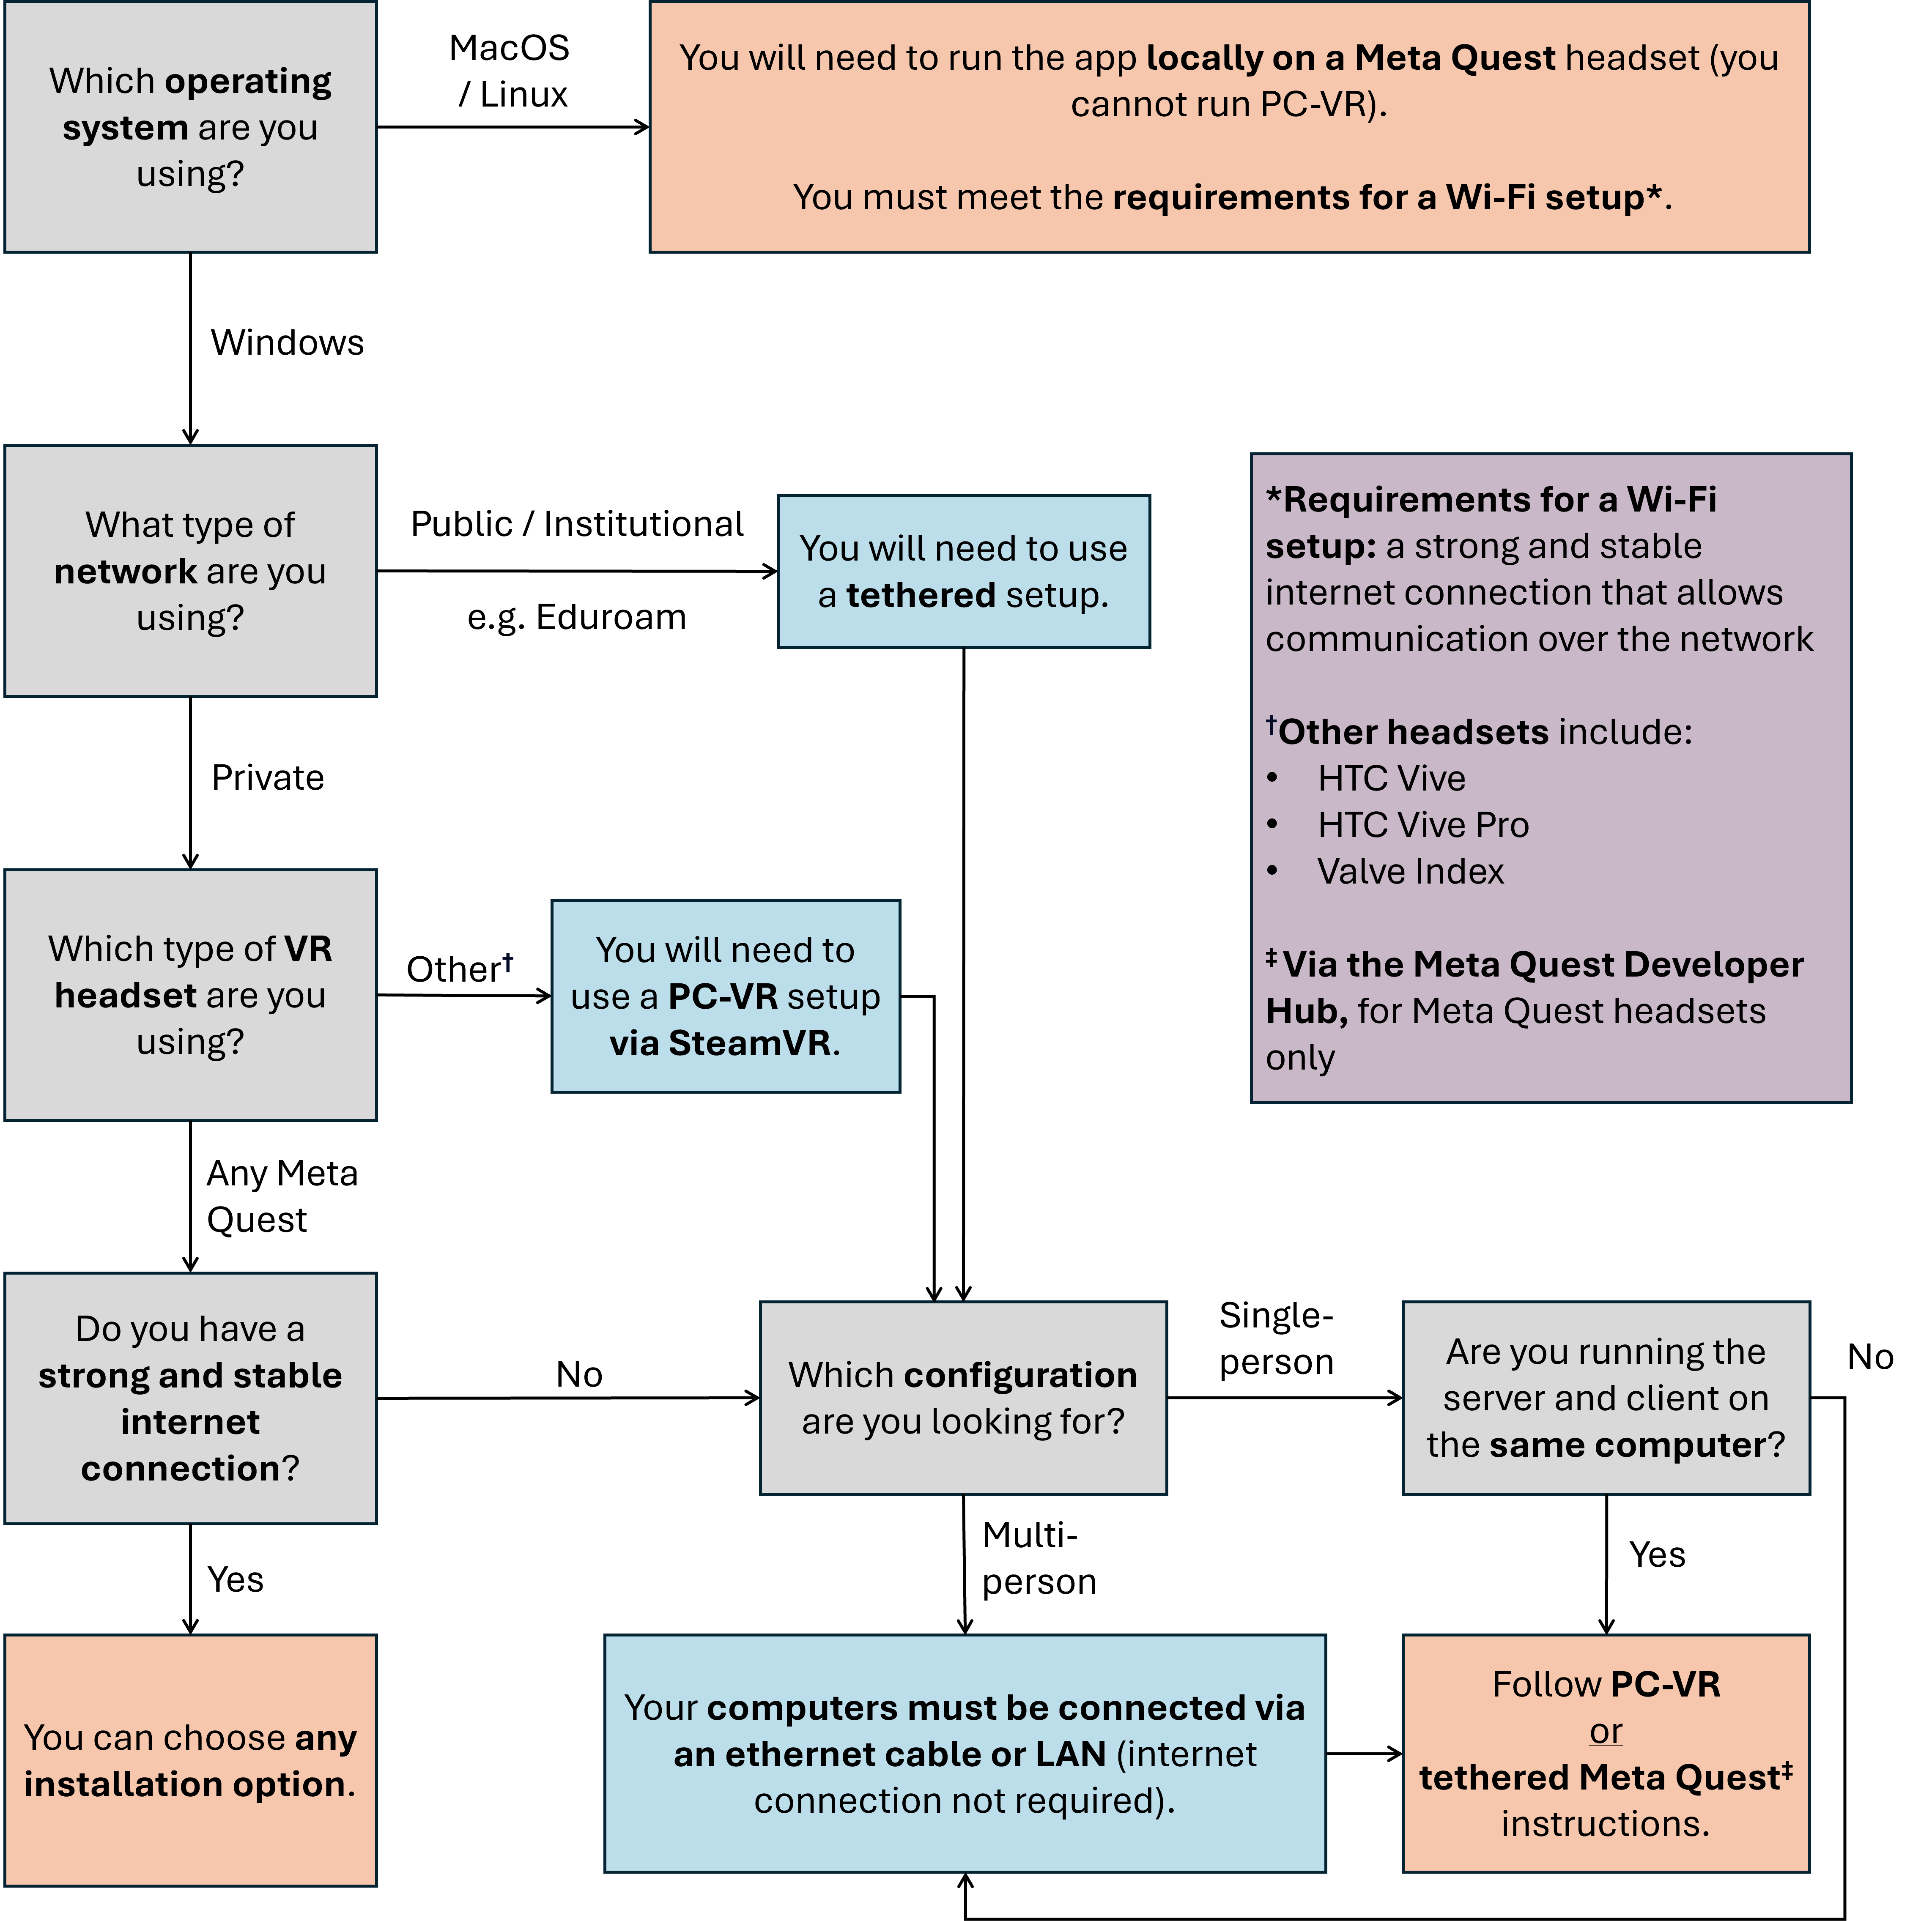 Which operating
system are you
using?
MacOS
/ Linux
You will need to run the app locally on a Meta Quest headset (you
cannot run PC-VR).
You must meet the requirements for a Wi-Fi setup*.
Windows
What type of
network are you
using?
Public / Institutional
e.g. Eduroam
You will need to use
a tethered setup.
*Requirements for a Wi-Fi
setup: a strong and stable
internet connection that allows
communication over the network
†Other headsets include:
• HTC Vive
• HTC Vive Pro
• Valve Index
‡Via the Meta Quest Developer
Hub, for Meta Quest headsets
only
Private
Which type of VR
headset are you
using?
Other†
You will need to
use a PC-VR setup
via SteamVR.
Any Meta
Quest
Do you have a
strong and stable
internet
connection?
No
Which configuration
are you looking for?
Single-
person
Are you running the
server and client on
the same computer?
No
Yes
Multi-
person
Yes
You can choose any
installation option.
Your computers must be connected via
an ethernet cable or LAN (internet
connection not required).
Follow PC-VR
or
tethered Meta Quest‡
instructions.